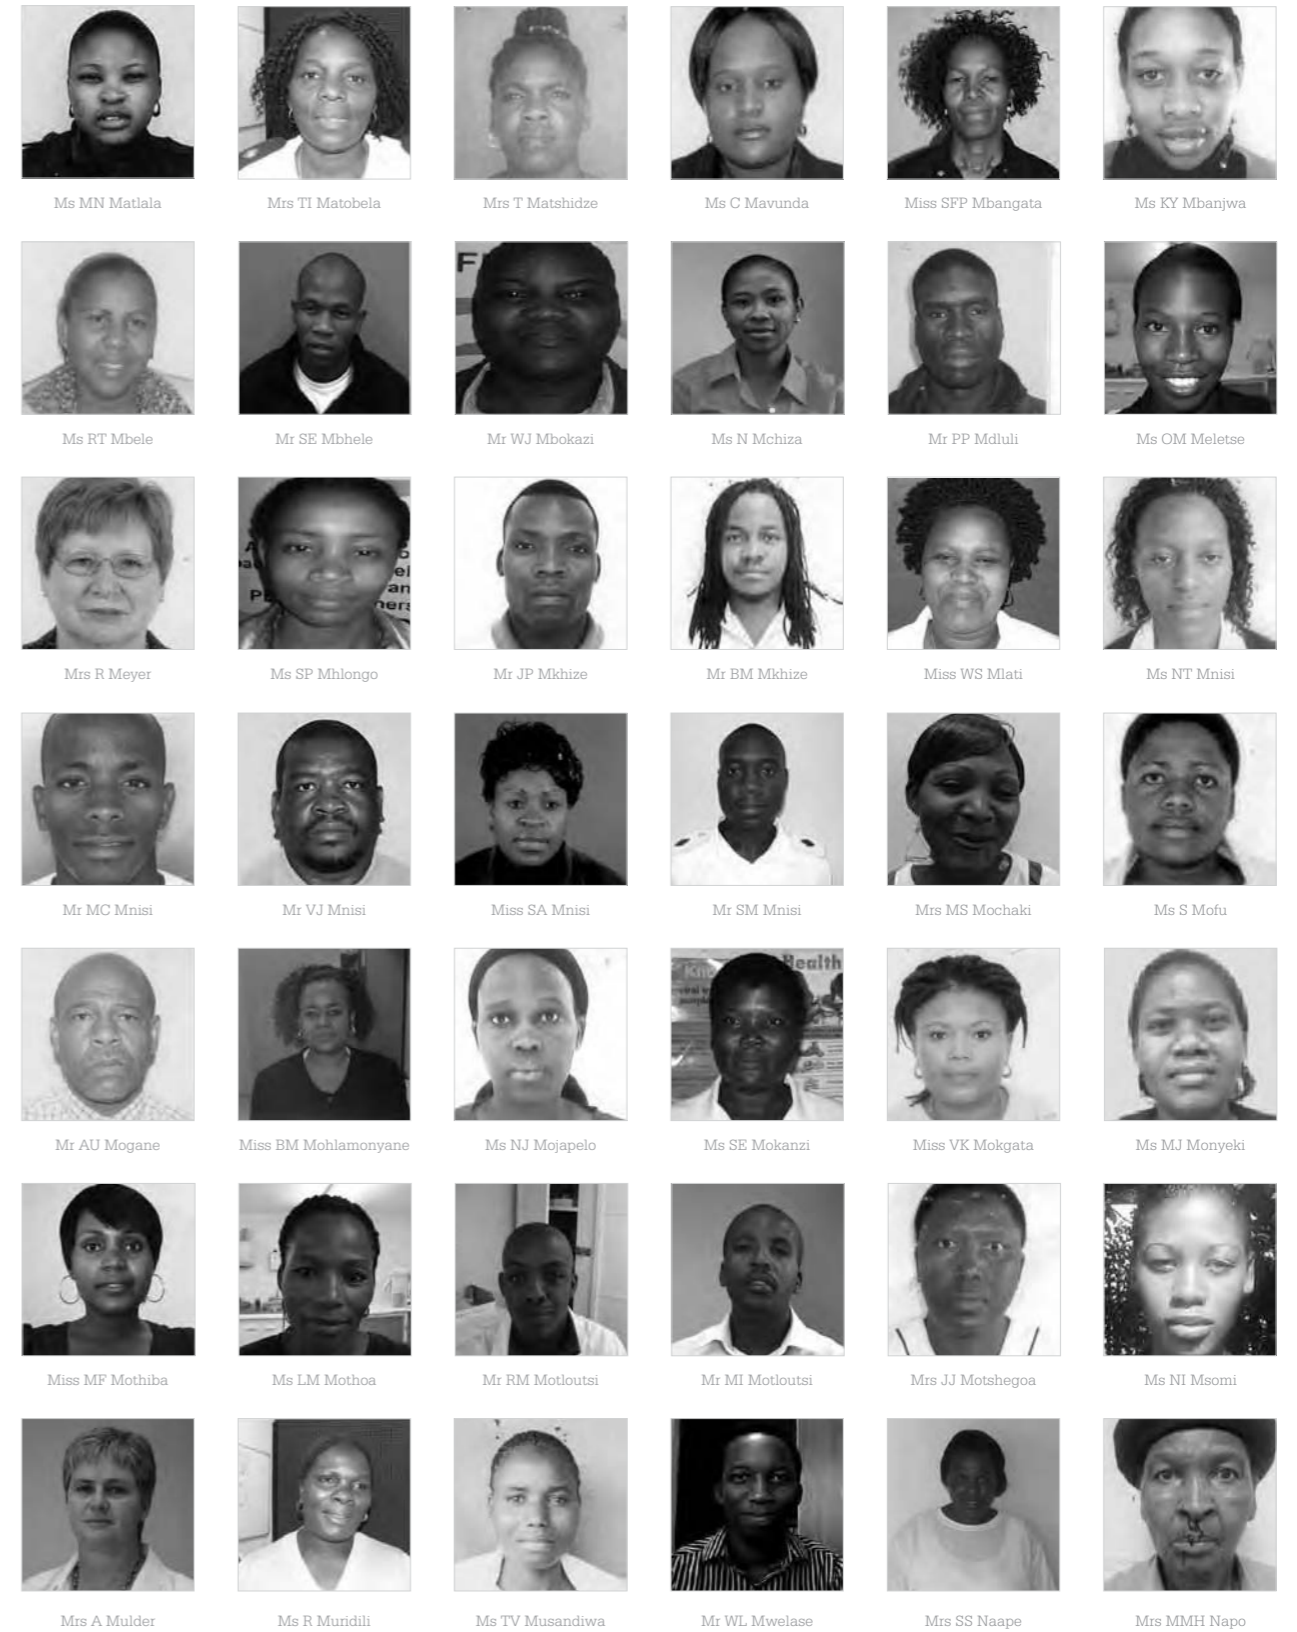 Ms MN Matlala
Mrs TI Matobela
Mrs T Matshidze
Ms C Mavunda
Miss SFP Mbangata
Ms KY Mbanjwa
F
Ms RT Mbele
Mr SE Mbhele
Mr WJ Mbokazi
Ms N Mchiza
Mr PP Mdluli
Ms OM Meletse
Mrs R Meyer
Ms SP Mhlongo
Mr JP Mkhize
Mr BM Mkhize
Miss WS Mlati
Ms NT Mnisi
Mr MC Mnisi
Mr VJ Mnisi
Miss SA Mnisi
Mr SM Mnisi
Mrs MS Mochaki
Ms S Mofu
Health
Mr AU Mogane
Miss BM Mohlamonyane
Ms NJ Mojapelo
Ms SE Mokanzi
Miss VK Mokgata
Ms MJ Monyeki
Miss MF Mothiba
Ms LM Mothoa
Mr RM Motloutsi
Mr MI Motloutsi
Mrs JJ Motshegoa
Ms NI Msomi
Mrs A Mulder
Ms R Muridili
Ms TV Musandiwa
Mr WL Mwelase
Mrs SS Naape
Mrs MMH Napo